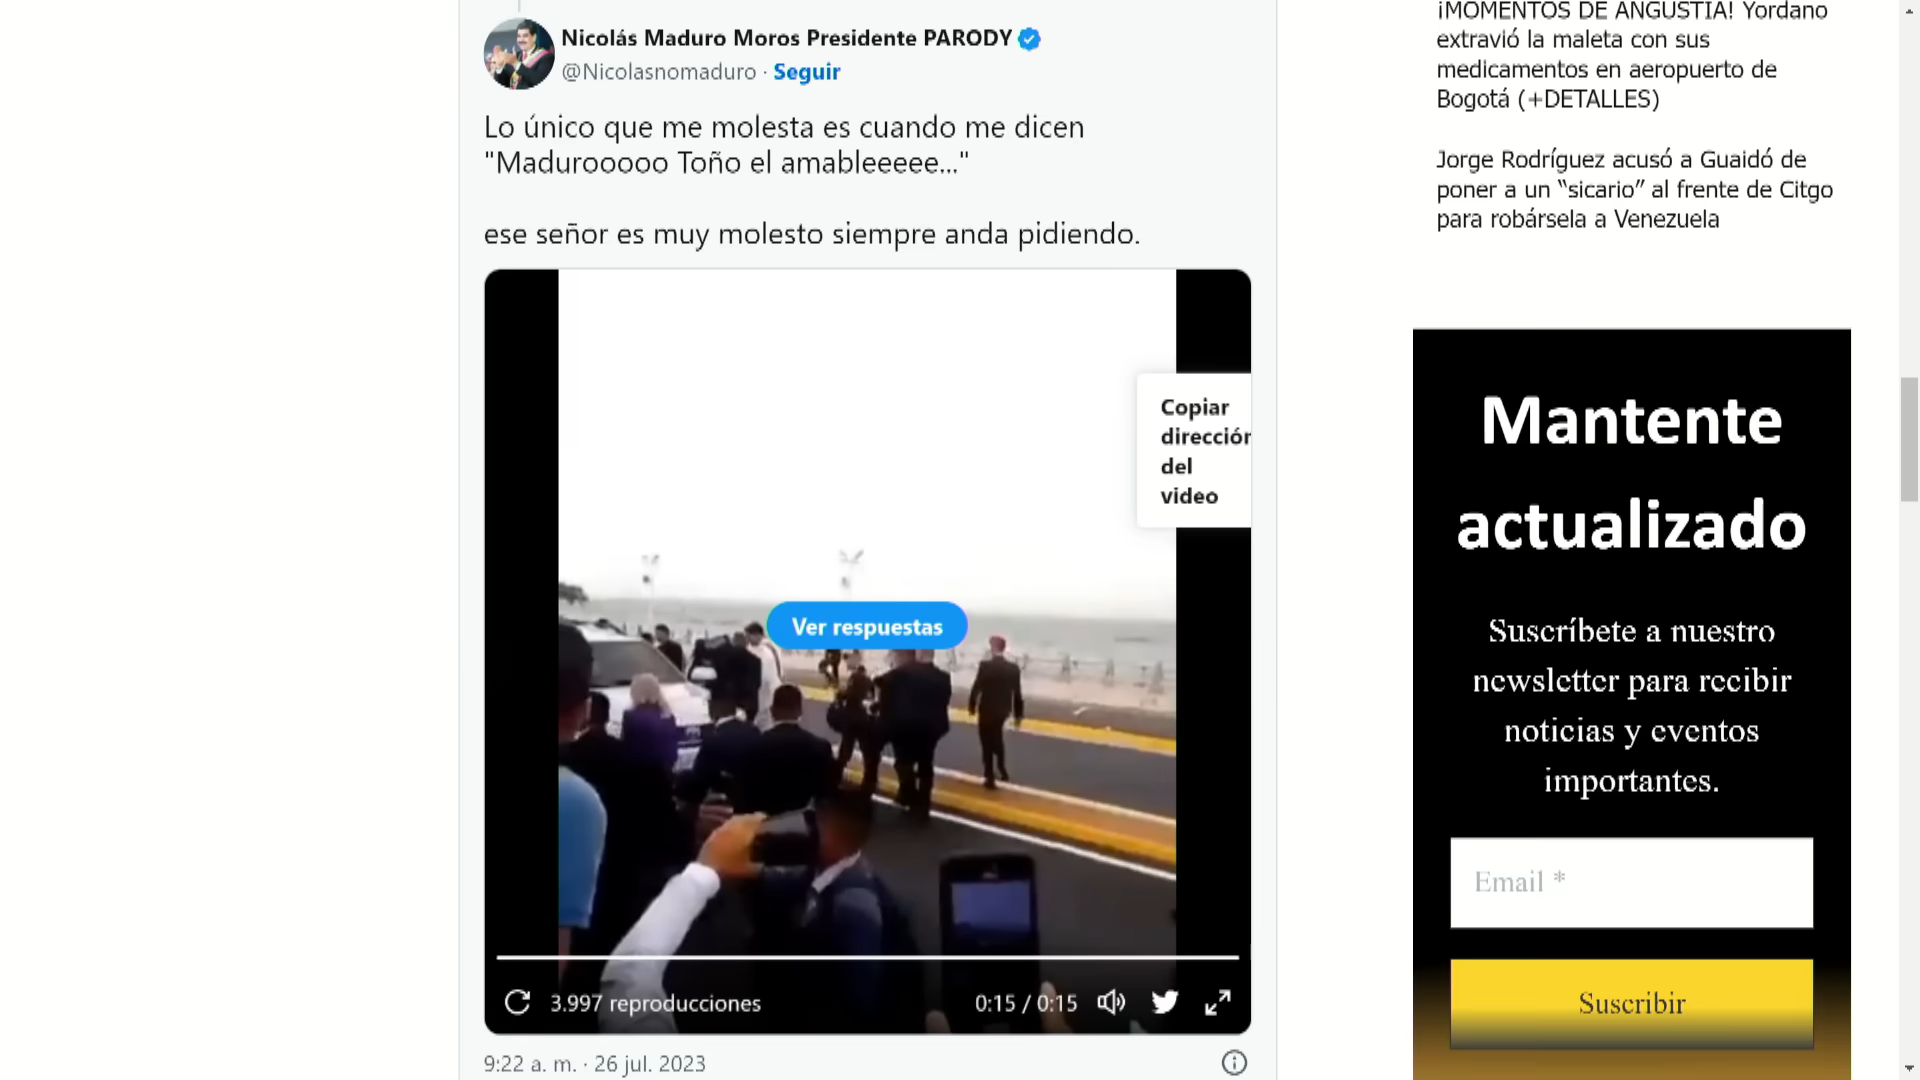 Nicolás Maduro Moros Presidente PARODY
@Nicolasnomaduro · Seguir
Lo único que me molesta es cuando me dicen
"Madurooooo Toño el amableeeee..."
ese señor es muy molesto siempre anda pidiendo.
Copiar
dirección
del
video
Ver respuestas
3.997 reproducciones
0:15 / 0:15
9:22 a. m. · 26 jul. 2023
¡MOMENTOS DE ANGUSTIA! Yordano
extravió la maleta con sus
medicamentos en aeropuerto de
Bogotá (+DETALLES)
Jorge Rodríguez acusó a Guaidó de
poner a un “sicario” al frente de Citgo
para robársela a Venezuela
Mantente
actualizado
Suscríbete a nuestro
newsletter para recibir
noticias y eventos
importantes.
Email *
Suscribir